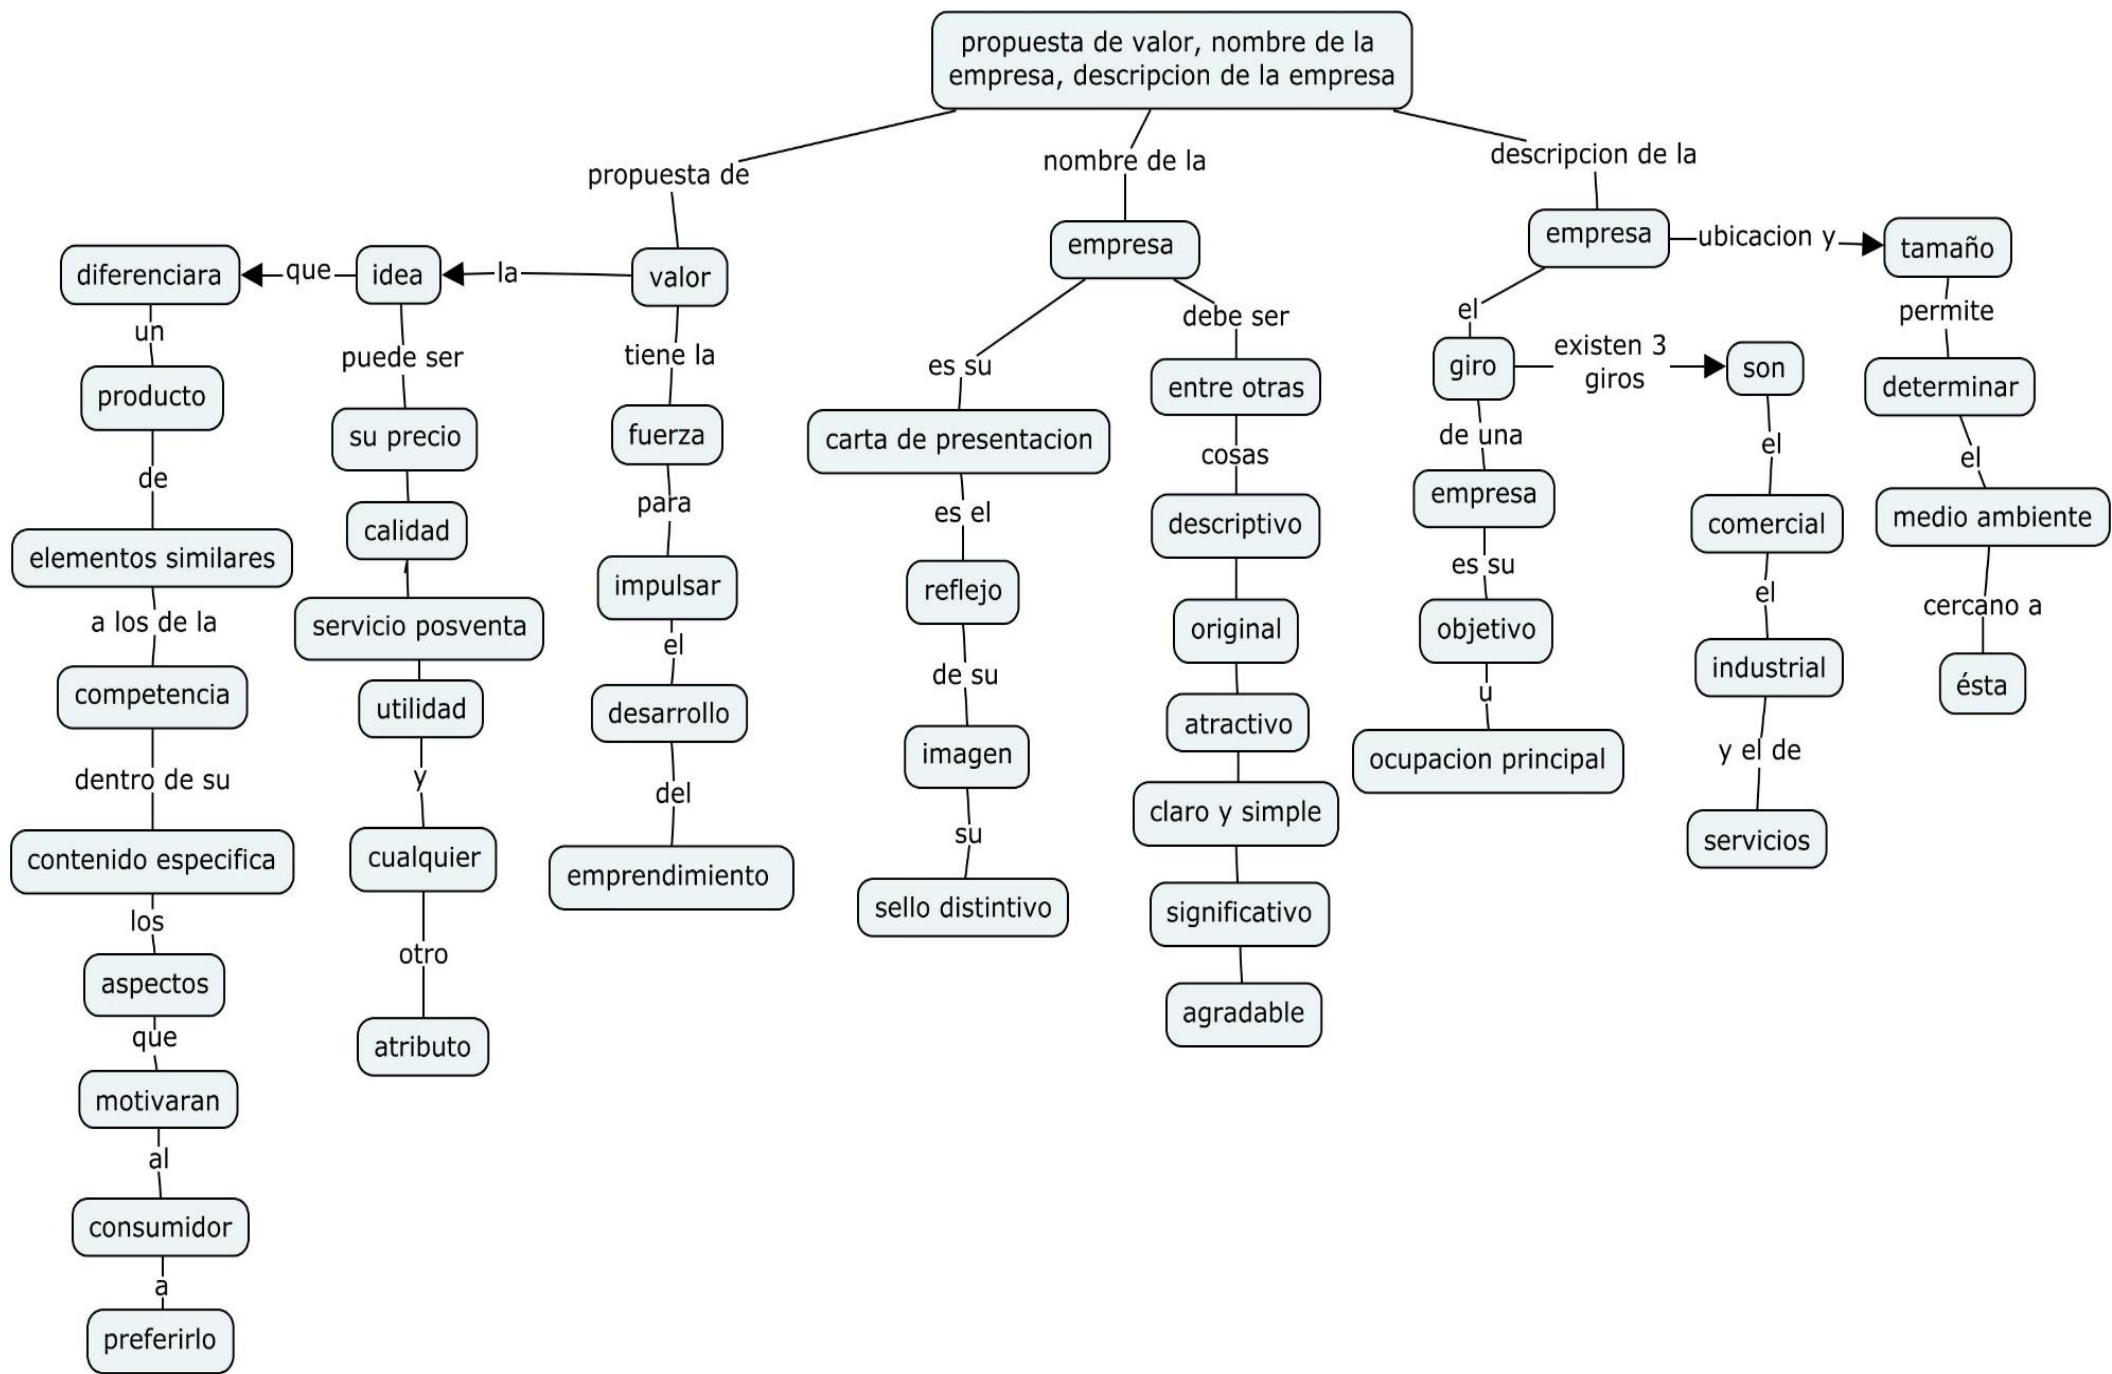 propuesta de valor, nombre de la
empresa, descripcion de la empresa
propuesta de
valor
la
idea
que
diferenciara
un
producto
de
elementos similares
a los de la
competencia
dentro de su
contenido especifica
los
aspectos
que
motivaran
al
consumidor
a
preferirlo
puede ser
su precio
calidad
,
servicio posventa
utilidad
y
cualquier
otro
atributo
tiene la
fuerza
para
impulsar
el
desarrollo
del
emprendimiento
nombre de la
empresa
es su
carta de presentacion
es el
reflejo
de su
imagen
su
sello distintivo
debe ser
entre otras
cosas
descriptivo
original
atractivo
claro y simple
significativo
agradable
descripcion de la
empresa
el
giro
de una
empresa
es su
objetivo
u
ocupacion principal
existen 3
giros
son
el
comercial
el
industrial
y el de
servicios
ubicacion y
tamaño
permite
determinar
el
medio ambiente
cercano a
ésta